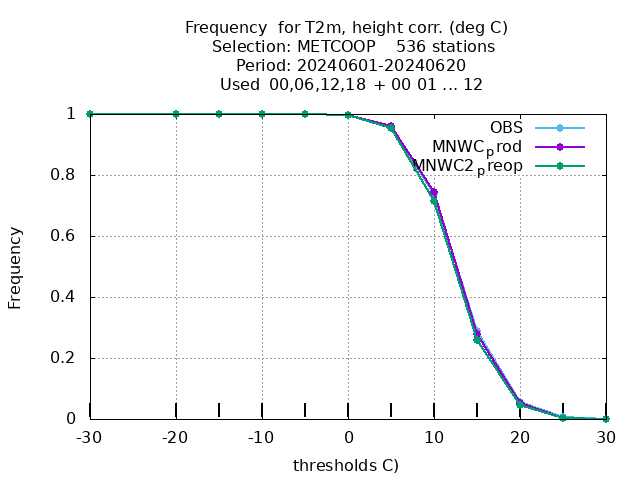 Frequency  for T2m, height corr. (deg C)
Selection: METCOOP    536 stations
Period: 20240601-20240620
Used 00,06,12,18 + 00 01 ... 12
1
0.8
0.6
0.4
0.2
0
Frequency
OBS
MNWCprod
MNWC2preop
-30 -20 -10 0 10 20 30
thresholds C)